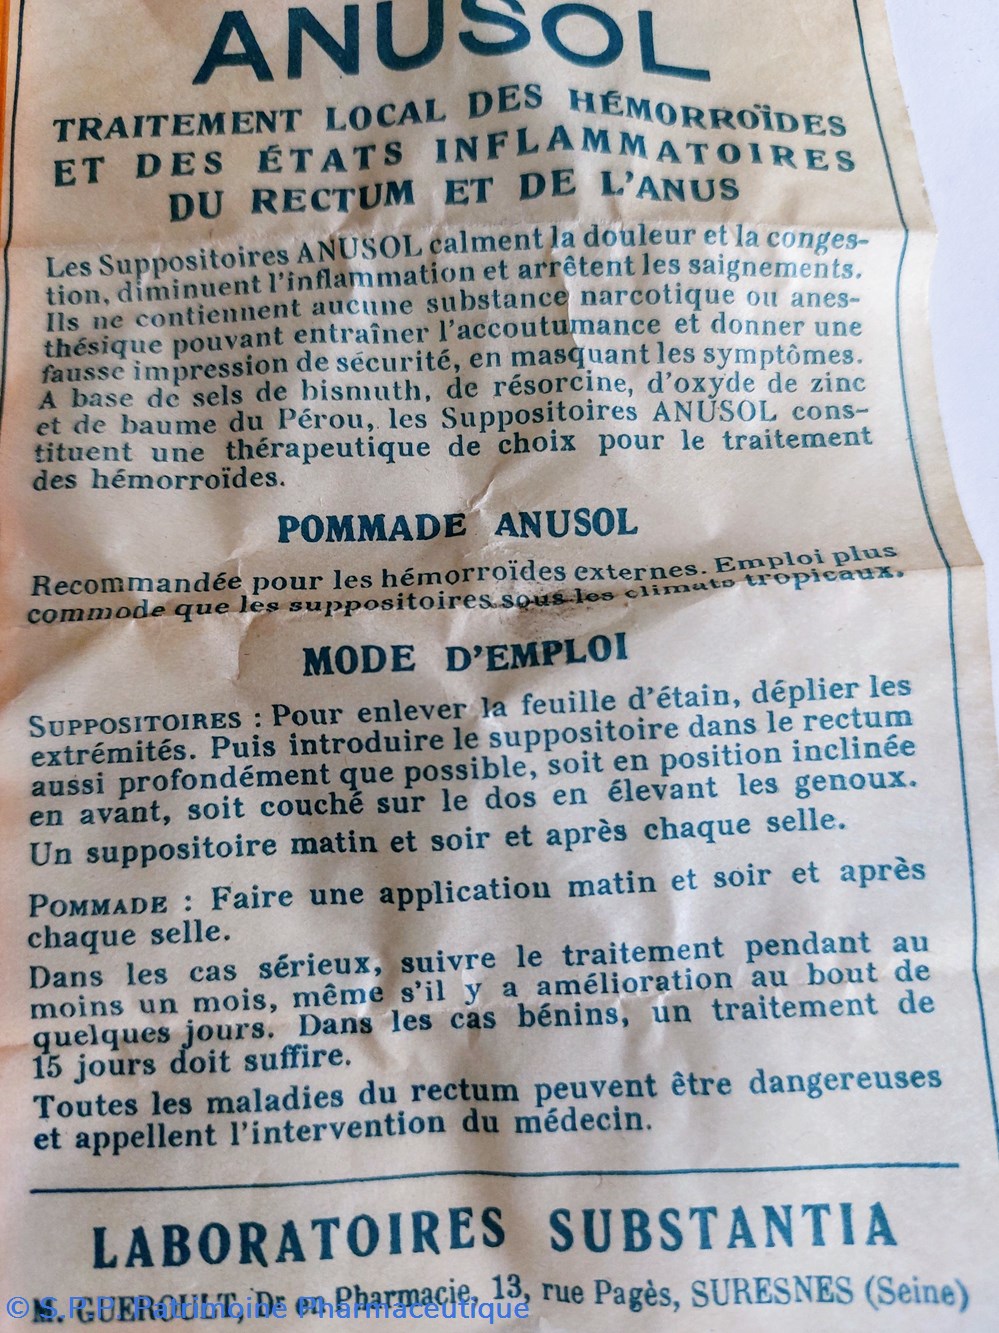 ANUSOL
TRAITEMENT LOCAL DES HÉMORROÏDES
ET DES ÉTATS INFLAMMATOIRES
DU RECTUM ET DE L'ANUS
Les Suppositoires ANUSOL calment la douleur et la conges-
tion, diminuent l'inflammation et arrêtent les saignements.
Ils ne contiennent aucune substance narcotique ou anes-
thésique pouvant entraîner l'accoutumance et donner une
fausse impression de sécurité, en masquant les symptômes.
A base de sels de bismuth, de résorcine, d'oxyde de zinc
et de baume du Pérou, les Suppositoires ANUSOL cons-
tituent une thérapeutique de choix pour le traitement
des hémorroïdes.
POMMADE ANUSOL
Recommandée pour les hémorroïdes externes. Emploi plus
commode que les suppositoires sous les climats tropicaux.
MODE D'EMPLOI
SUPPOSITOIRES : Pour enlever la feuille d'étain, déplier les
extrémités. Puis introduire le suppositoire dans le rectum
aussi profondément que possible, soit en position inclinée
en avant, soit couché sur le dos en élevant les genoux.
Un suppositoire matin et soir et après chaque selle.
POMMADE : Faire une application matin et soir et après
chaque selle.
Dans les cas sérieux, suivre le traitement pendant au
moins un mois, même s'il y a amélioration au bout de
quelques jours. Dans les cas bénins, un traitement de
15 jours doit suffire.
Toutes les maladies du rectum peuvent être dangereuses
et appellent l'intervention du médecin.
LABORATOIRES SUBSTANTIA
M. GUEROULT, Dr en Pharmacie, 13, rue Pagès, SURESNES (Seine)
© S.R.P. Patrimoine Pharmaceutique